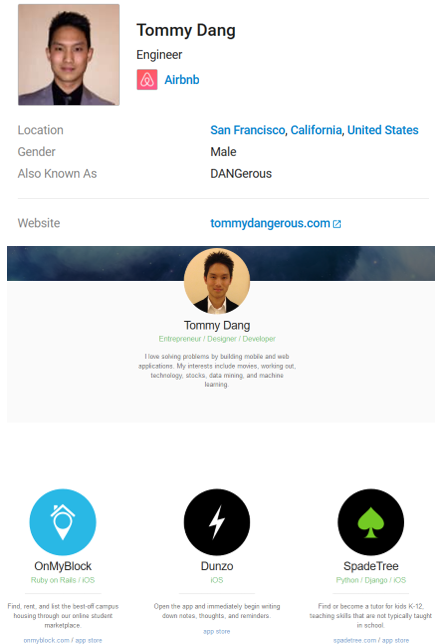 Tommy Dang
Engineer
Airbnb
Location San Francisco, California, United States
Gender Male
Also Known As DANGerous
Website tommydangerous.com
Tommy Dang
Entrepreneur / Designer / Developer
I love solving problems by building mobile and web
applications. My interests include movies, working out,
technology, stocks, data mining, and machine
learning.
OnMyBlock
Ruby on Rails / iOS
Find, rent, and list the best-off campus
housing through our online student
marketplace.
onmyblock.com / app store
Dunzo
iOS
Open the app and immediately begin writing
down notes, thoughts, and reminders.
app store
SpadeTree
Python / Django / iOS
Find or become a tutor for kids K-12,
teaching skills that are not typically taught
in school.
spadetree.com / app store